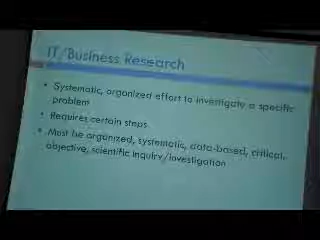 IT/Business Research
• Systematic, organized effort to investigate a specific
problem
• Requires certain steps
• Must be organized, systematic, data-based, critical,
objective, scientific inquiry/investigation